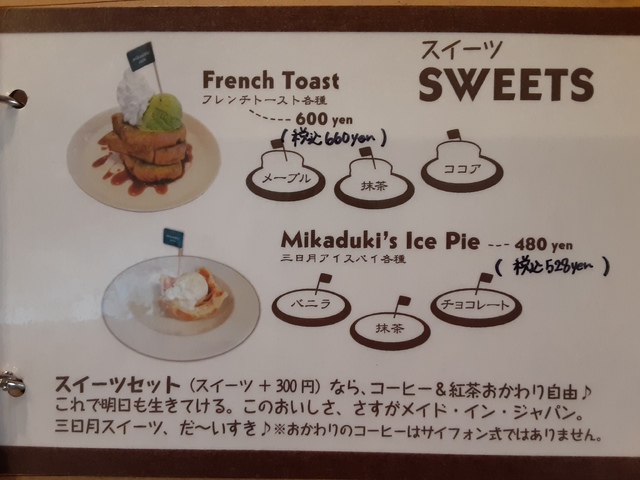 スイーツ
SWEETS
French Toast
フレンチトースト各種
600 yen
(税込660yen)
メープル
抹茶
ココア
Mikaduki's Ice Pie --- 480 yen
三日月アイスパイ各種
(税込528yen)
バニラ
抹茶
チョコレート
スイーツセット (スイーツ + 300円) なら、コーヒー&紅茶おかわり自由♪
これで明日も生きてける。このおいしさ、さすがメイド・イン・ジャパン。
三日月スイーツ、だ〜いすき♪※おかわりのコーヒーはサイフォン式ではありません。